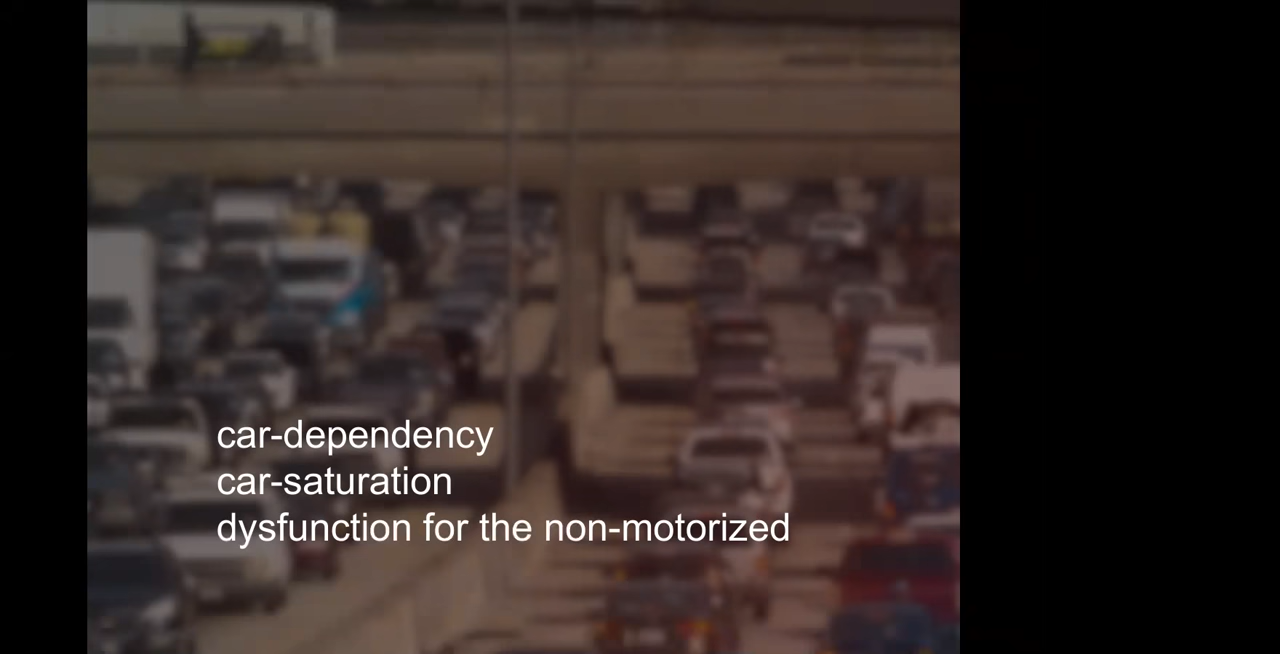 car-dependency
car-saturation
dysfunction for the non-motorized